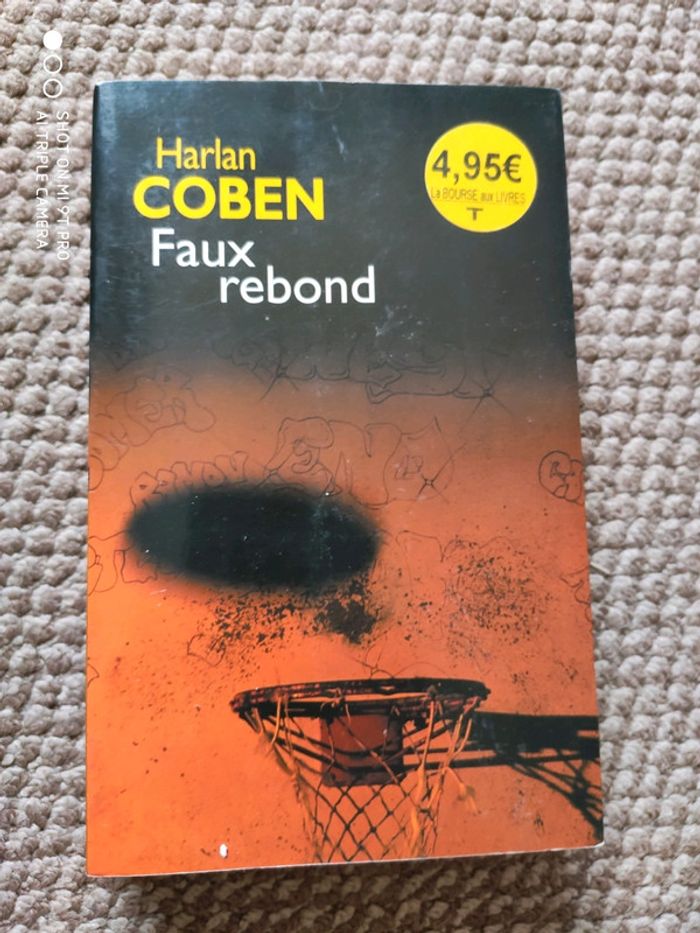 Harlan
COBEN
Faux
rebond
4,95€
La BOURSE aux LIVRES
T
SHOT ON MI 9T PRO
AI TRIPLE CAMERA